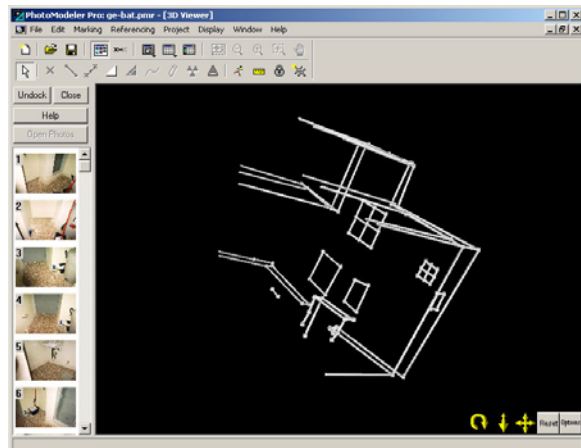 PhotoModeler Pro: ge-bat.pmr - [3D Viewer]
File Edit Marking Referencing Project Display Window Help
Undock Close
Help
Open Photos
1
2
3
4
5
6
Reset Options